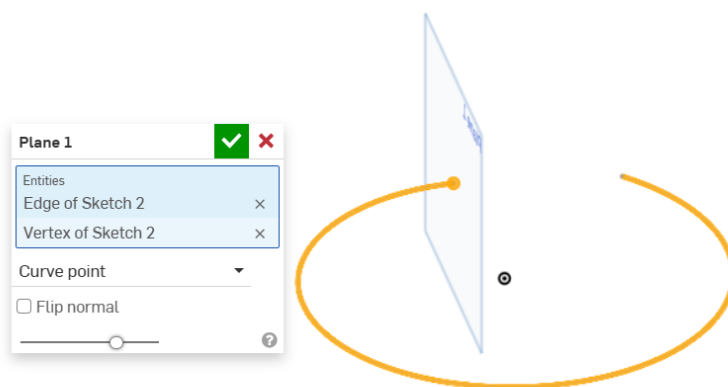 Plane 1
Entities
Edge of Sketch 2
Vertex of Sketch 2
Curve point
Flip normal